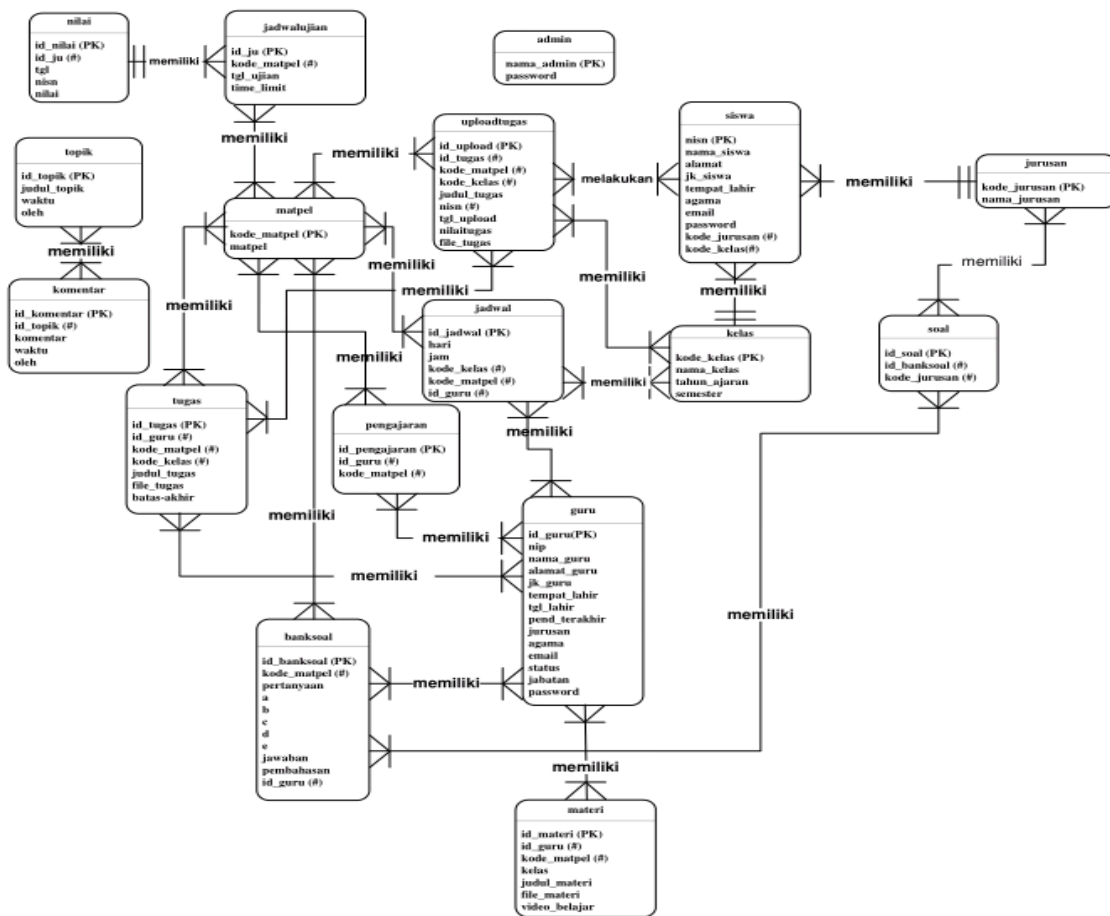 nilai
id_nilai (PK)
id_ju (#)
tgl
nisn
nilai
memiliki
jadwalujian
id_ju (PK)
kode_matpel (#)
tgl_ujian
time_limit
admin
nama_admin (PK)
password
memiliki
topik
id_topik (PK)
judul_topik
waktu
oleh
memiliki
komentar
id_komentar (PK)
id_topik (#)
komentar
waktu
oleh
memiliki
uploadtugas
id_upload (PK)
id_tugas (#)
kode_matpel (#)
kode_kelas (#)
judul_tugas
nisn (#)
tgl_upload
nilaitugas
file_tugas
melakukan
siswa
nisn (PK)
nama_siswa
alamat
jk_siswa
tempat_lahir
agama
email
password
kode_jurusan (#)
kode_kelas(#)
memiliki
jurusan
kode_jurusan (PK)
nama_jurusan
matpel
kode_matpel (PK)
matpel
memiliki
memiliki
memiliki
memiliki
memiliki
memiliki
jadwal
id_jadwal (PK)
hari
jam
kode_kelas (#)
kode_matpel (#)
id_guru (#)
memiliki
kelas
kode_kelas (PK)
nama_kelas
tahun_ajaran
semester
soal
id_soal (PK)
id_banksoal (#)
kode_jurusan (#)
tugas
id_tugas (PK)
id_guru (#)
kode_matpel (#)
kode_kelas (#)
judul_tugas
file_tugas
batas-akhir
pengajaran
id_pengajaran (PK)
id_guru (#)
kode_matpel (#)
memiliki
memiliki
memiliki
memiliki
guru
id_guru(PK)
nip
nama_guru
alamat_guru
jk_guru
tempat_lahir
tgl_lahir
pend_terakhir
jurusan
agama
email
status
jabatan
password
memiliki
banksoal
id_banksoal (PK)
kode_matpel (#)
pertanyaan
a
b
c
d
e
jawaban
pembahasan
id_guru (#)
memiliki
memiliki
materi
id_materi (PK)
id_guru (#)
kode_matpel (#)
kelas
judul_materi
file_materi
video_belajar